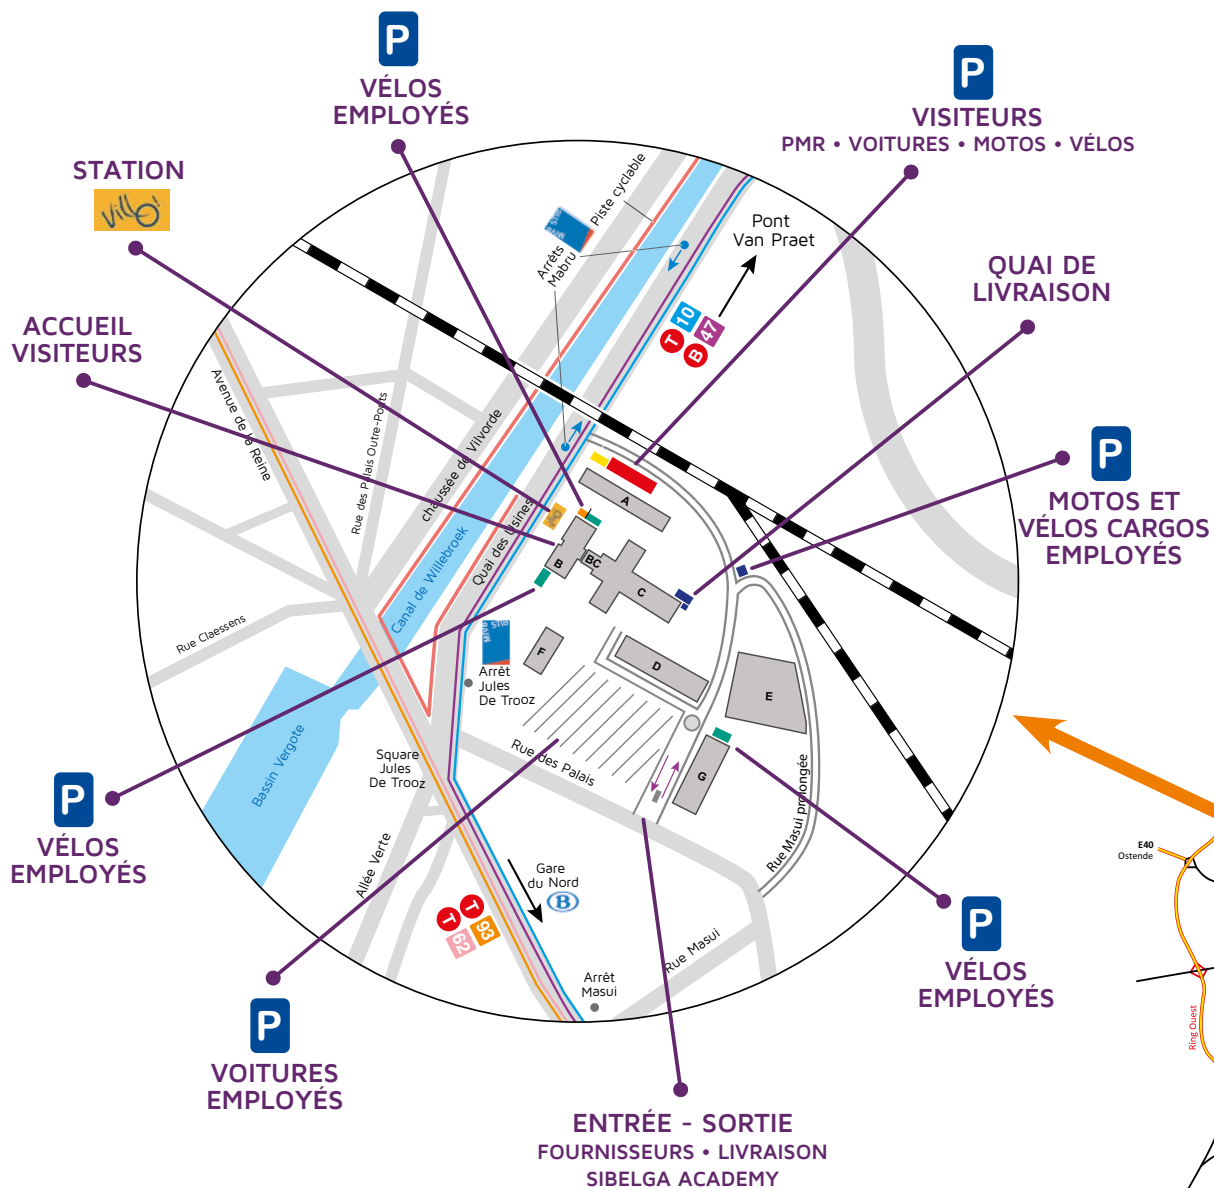 P
VÉLOS
EMPLOYÉS
P
VISITEURS
PMR • VOITURES • MOTOS • VÉLOS
STATION
Villo!
Piste cyclable
Pont
Van Praet
Arrêts
Mabru
QUAI DE
LIVRAISON
T 10
B 47
ACCUEIL
VISITEURS
Avenue de La Reine
Rue des Palais Outre-Ponts
chaussée de Vilvorde
Canal de Willebroek
Quai des Usines
P
MOTOS ET
VÉLOS CARGOS
EMPLOYÉS
A
B
BC
C
D
E
F
G
Rue Claessens
Arrêt
Jules
De Trooz
Bassin Vergote
Square
Jules
De Trooz
Rue des Palais
Rue Masui prolongée
P
VÉLOS
EMPLOYÉS
Allée Verte
Gare
du Nord
B
T 62
T 93
Arrêt
Masui
Rue Masui
P
VÉLOS
EMPLOYÉS
E40
Ostende
Ring Ouest
P
VOITURES
EMPLOYÉS
ENTRÉE - SORTIE
FOURNISSEURS • LIVRAISON
SIBELGA ACADEMY